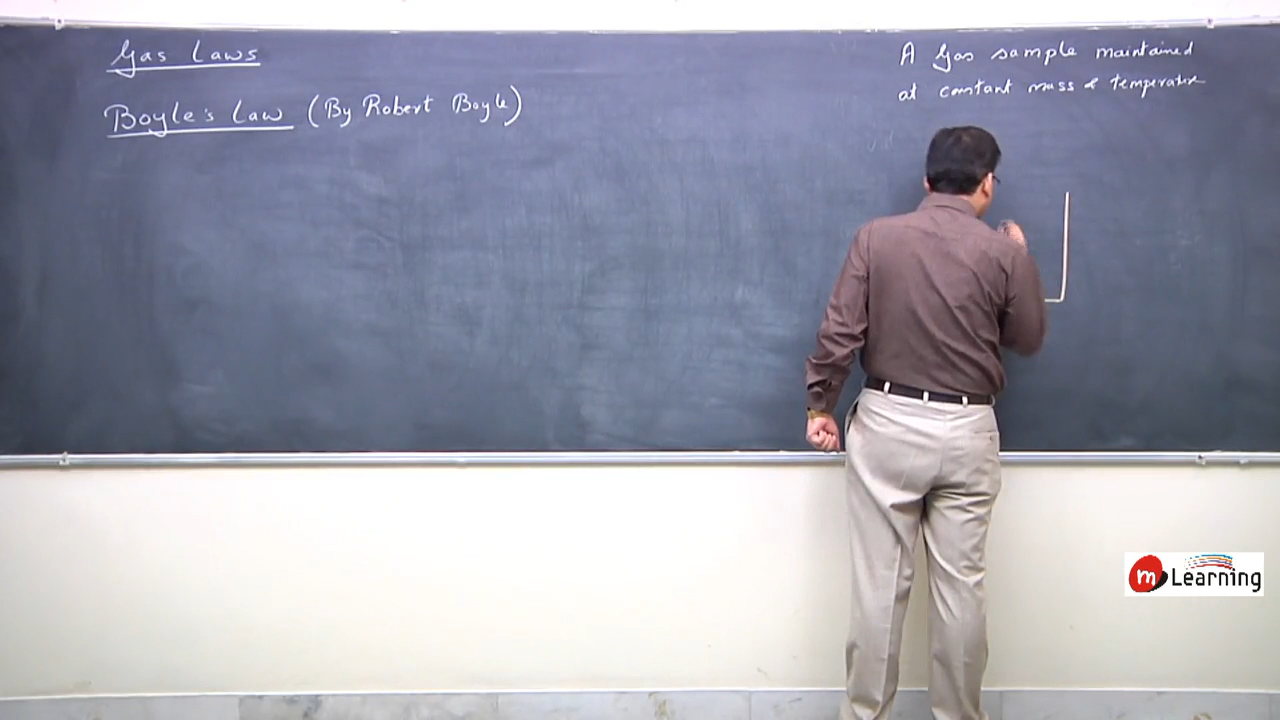 Gas Laws
Boyle's Law (By Robert Boyle)
A Gas sample maintained
at constant mass & temperature
m Learning